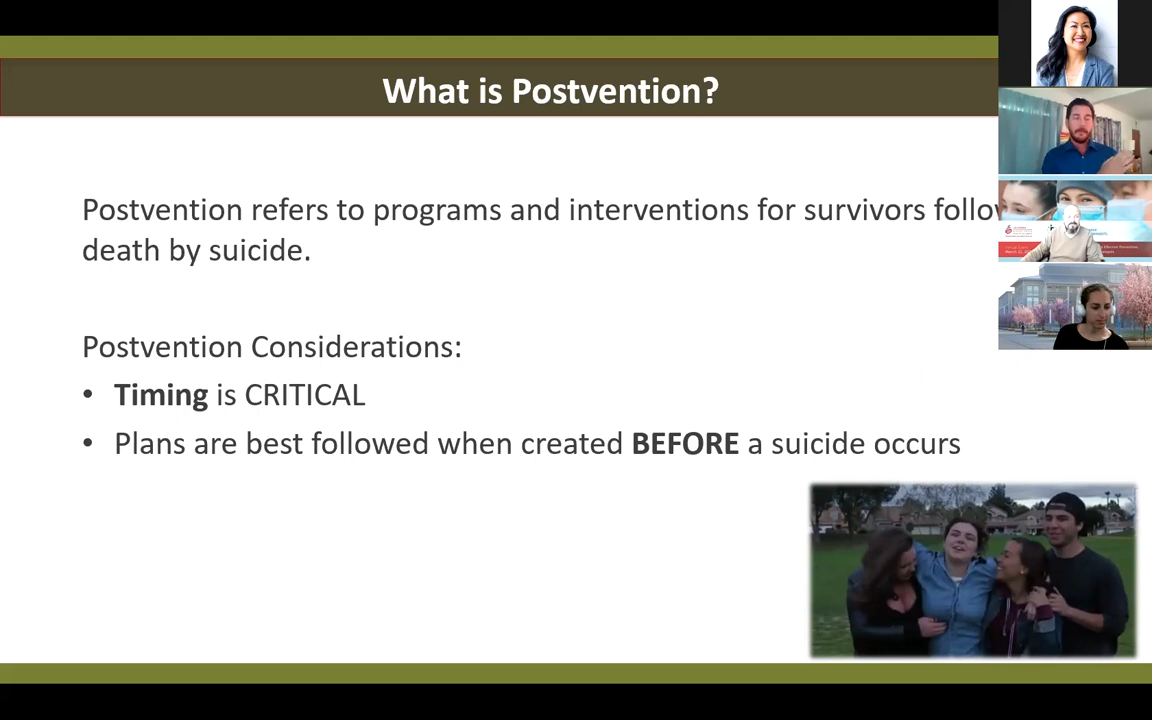 What is Postvention?
Postvention refers to programs and interventions for survivors follow
death by suicide.
Postvention Considerations:
• Timing is CRITICAL
• Plans are best followed when created BEFORE a suicide occurs